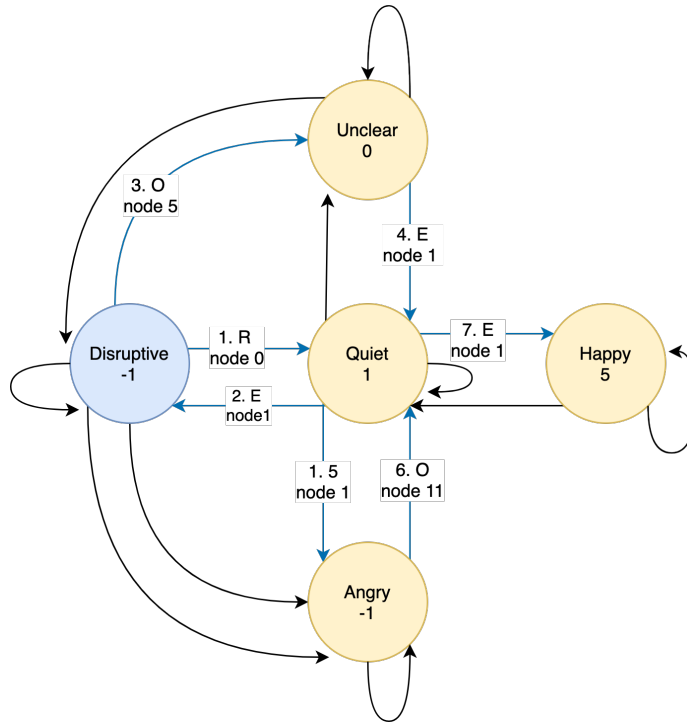 Unclear
0
3. O
node 5
4. E
node 1
Disruptive
-1
1. R
node 0
Quiet
1
7. E
node 1
Happy
5
2. E
node1
1. 5
node 1
6. O
node 11
Angry
-1